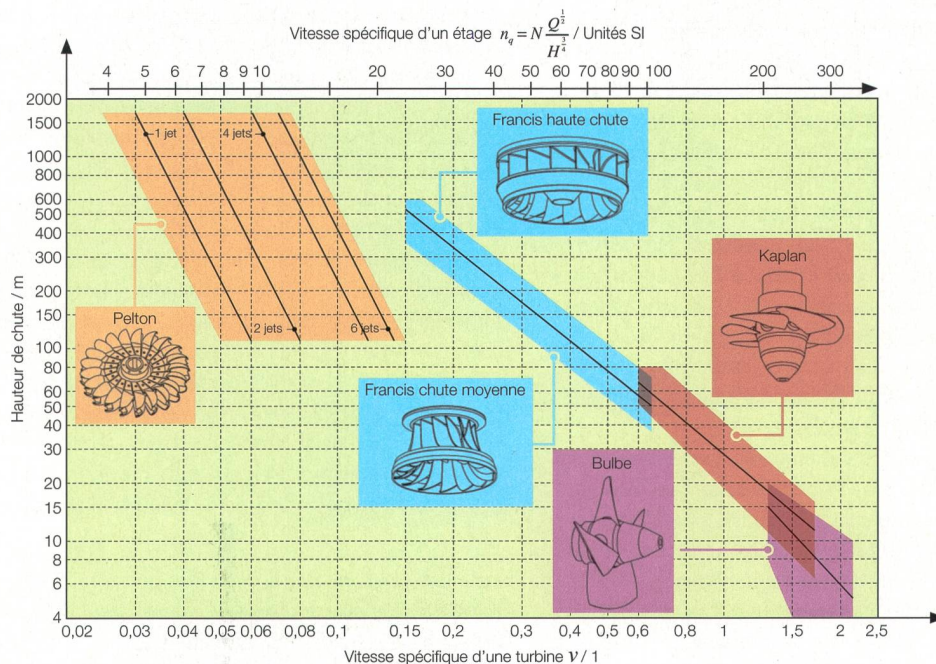 Vitesse spécifique d'un étage n_q = N Q^{1/2} / H^{3/4} / Unités SI
4 5 6 7 8 9 10 20 30 40 50 60 70 80 90 100 200 300
2000
1500
1000
800
600
500
400
300
200
150
100
80
60
50
40
30
20
15
10
8
6
4
Hauteur de chute / m
1 jet
4 jets
2 jets
6 jets
Pelton
Francis haute chute
Francis chute moyenne
Kaplan
Bulbe
0,02 0,03 0,04 0,05 0,06 0,08 0,1 0,15 0,2 0,3 0,4 0,5 0,6 0,8 1 1,5 2 2,5
Vitesse spécifique d'une turbine ν / 1